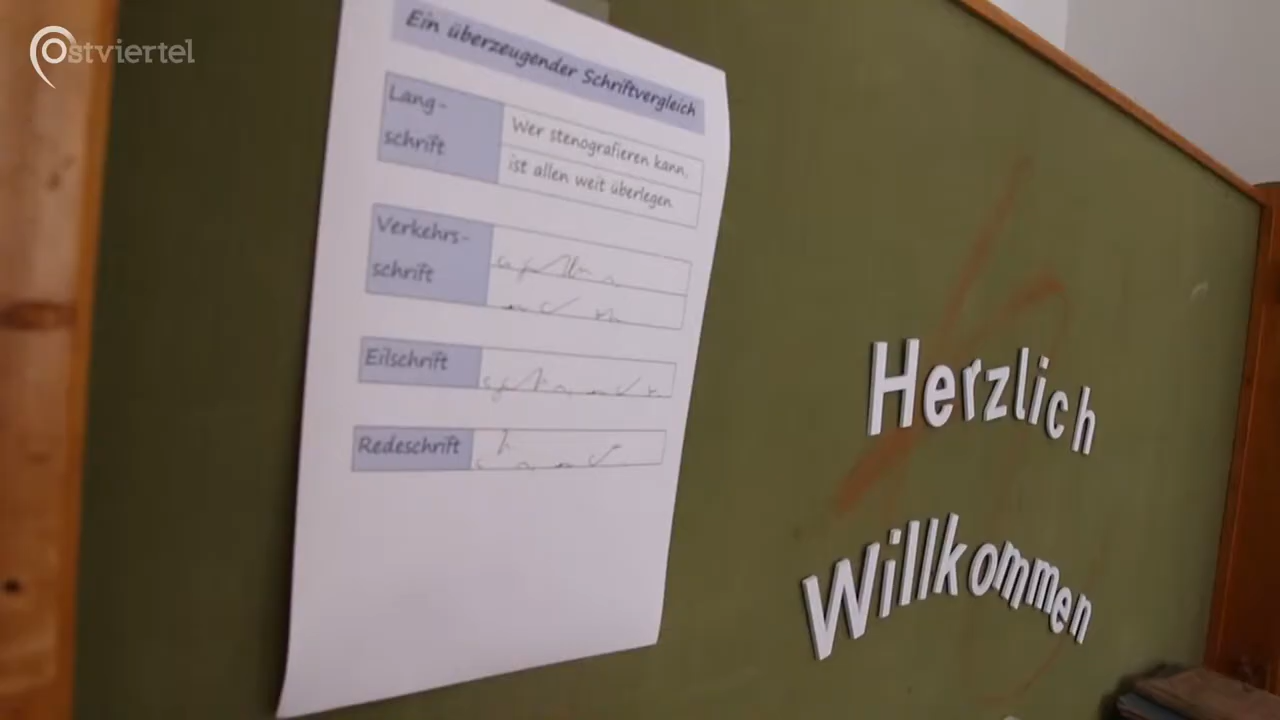 Ostviertel
Ein überzeugender Schriftvergleich
Lang-
schrift
Wer stenografieren kann,
ist allen weit überlegen.
Verkehrs-
schrift
Eilschrift
Redeschrift
Herzlich
Willkommen